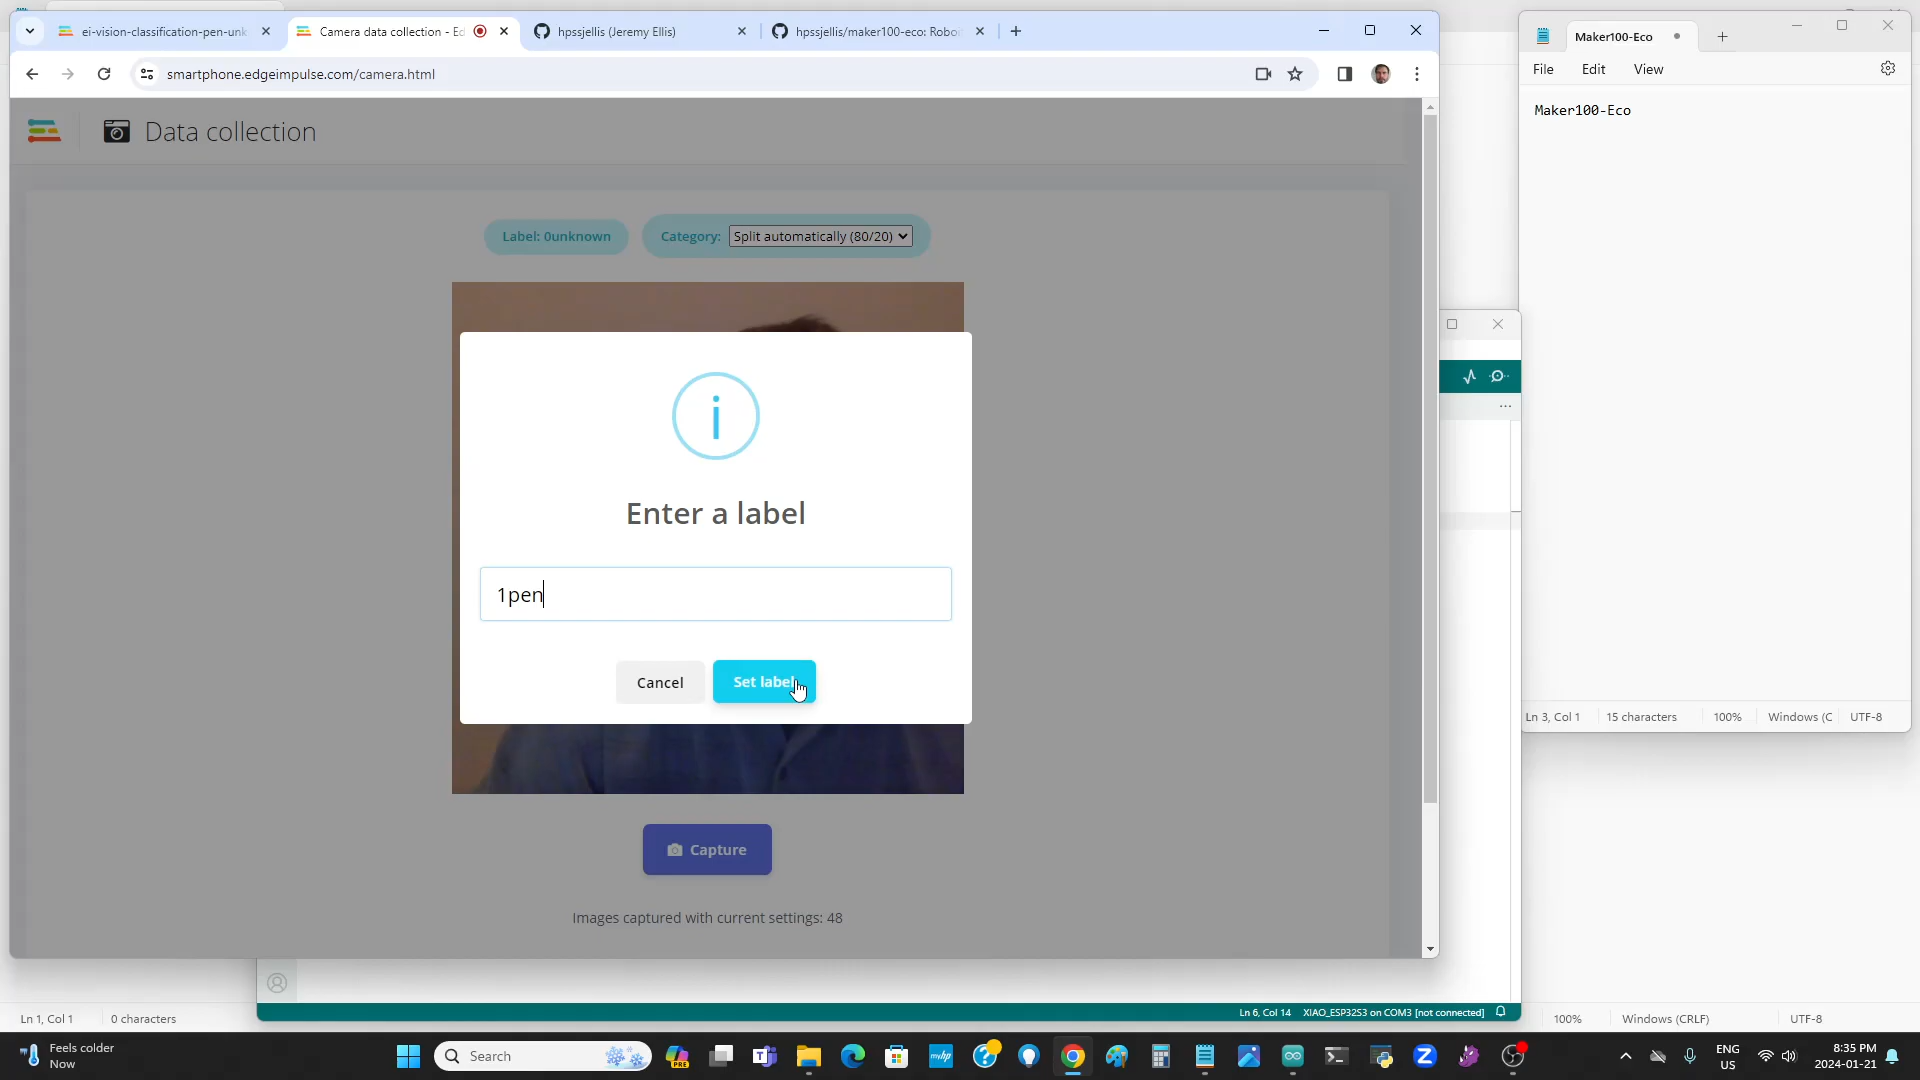 ei-vision-classification-pen-unk
Camera data collection - Ed
hpssjellis (Jeremy Ellis)
hpssjellis/maker100-eco: Robot
smartphone.edgeimpulse.com/camera.html
Data collection
Label: 0unknown
Category: Split automatically (80/20)
Enter a label
1pen
Cancel
Set label
Capture
Images captured with current settings: 48
Maker100-Eco
File Edit View
Maker100-Eco
Ln 3, Col 1 15 characters 100% Windows (C UTF-8
Ln 6, Col 14 XIAO_ESP32S3 on COM3 [not connected]
Ln 1, Col 1 0 characters 100% Windows (CRLF) UTF-8
Feels colder
Now
Search
PRE
myhp
ENG
US
8:35 PM
2024-01-21